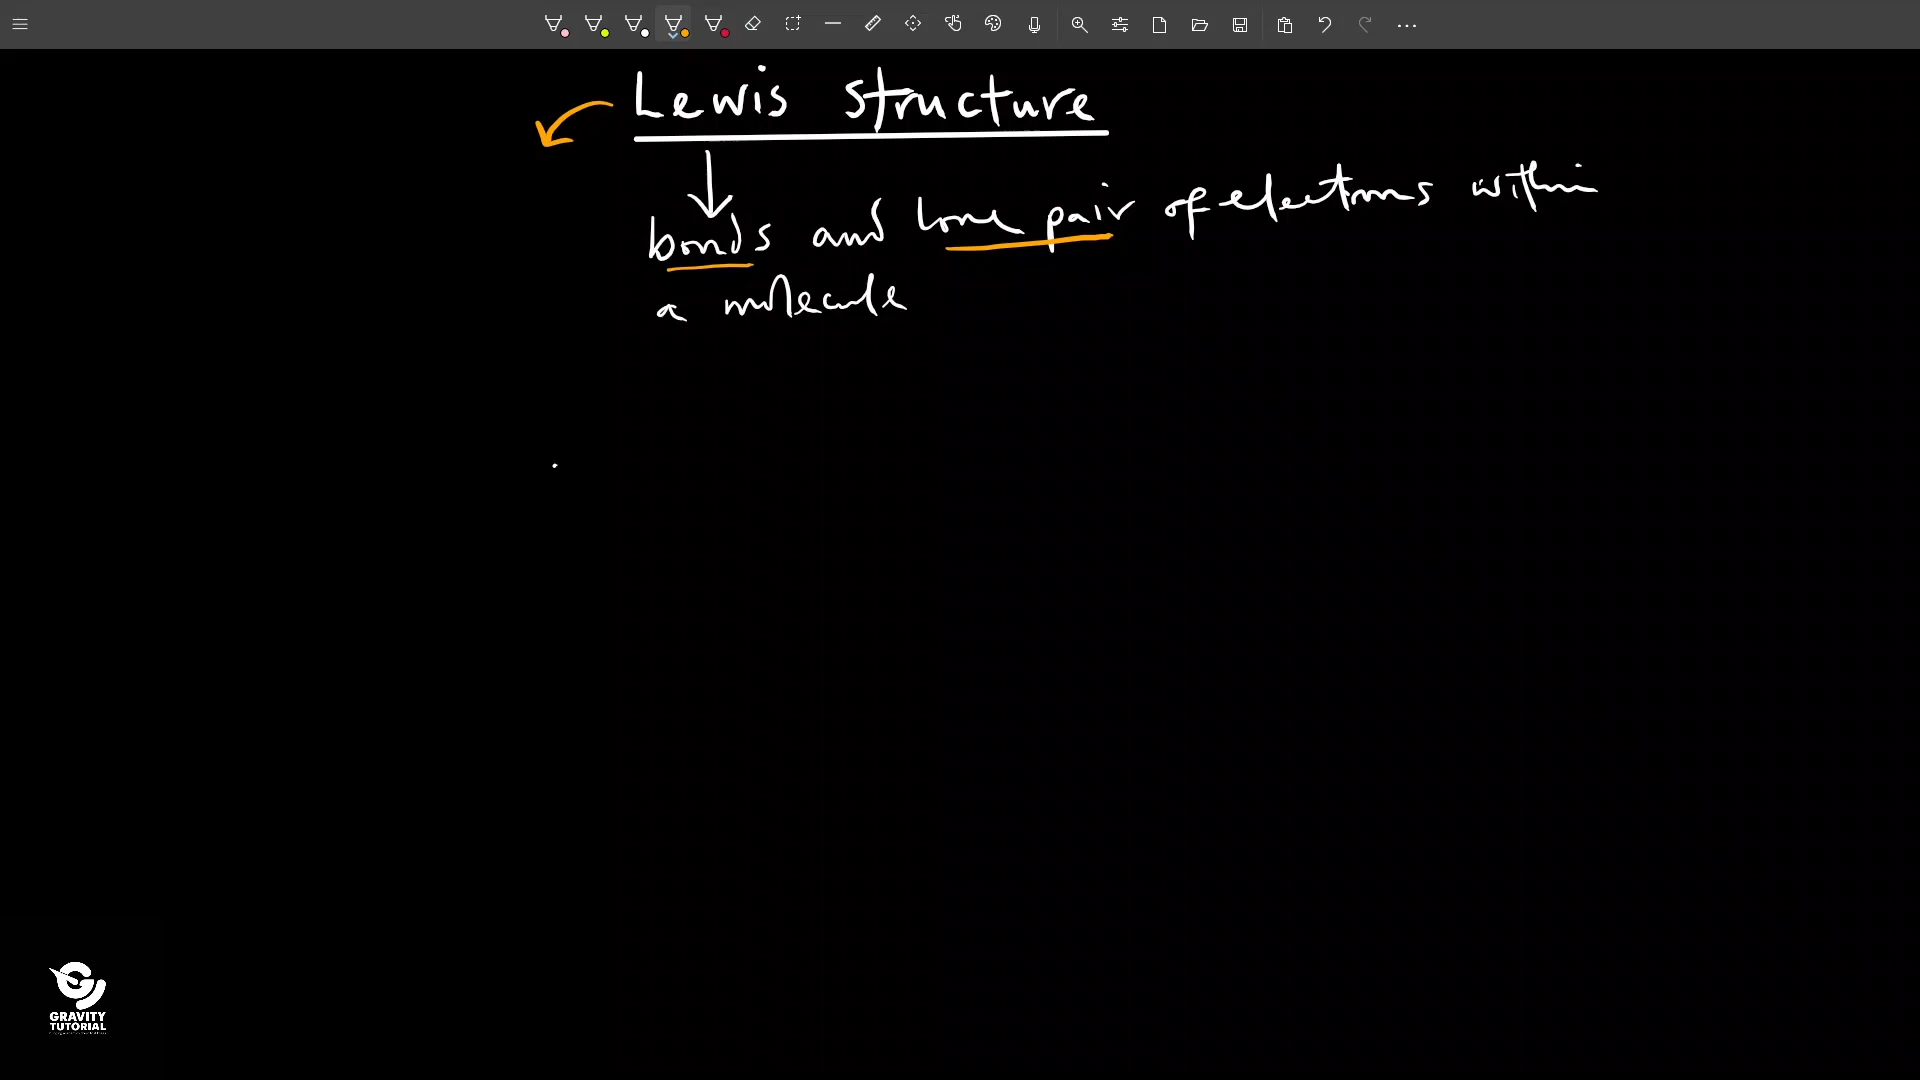 Lewis structure
bonds and lone pair of electrons within
a molecule
GRAVITY
TUTORIAL